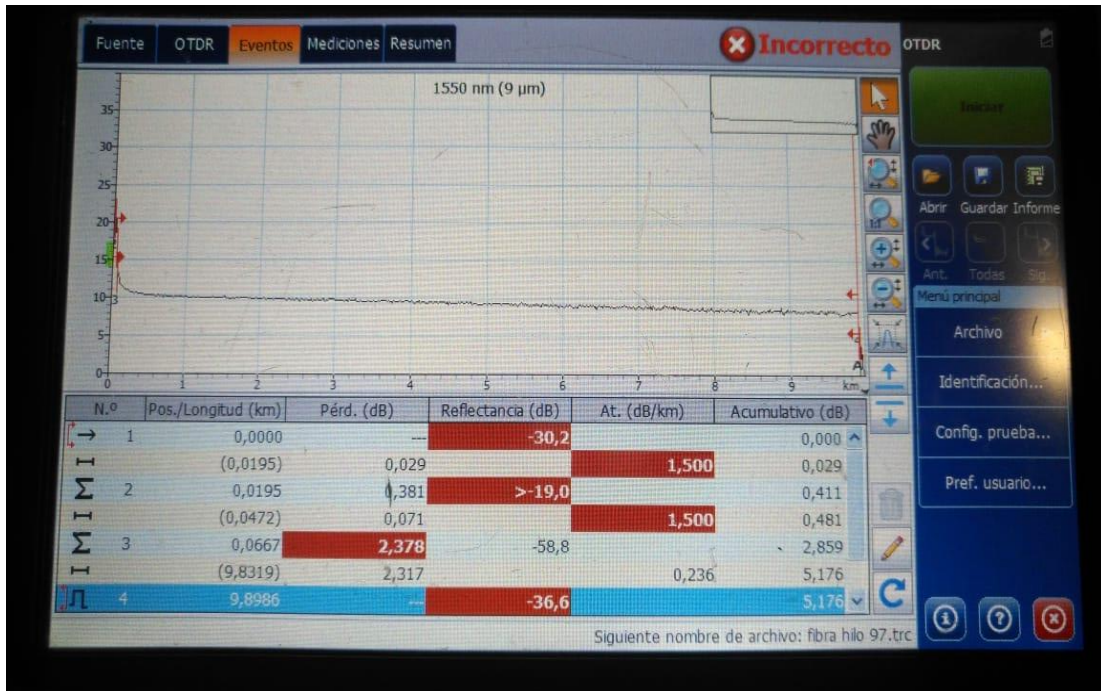 Fuente OTDR Eventos Mediciones Resumen
Incorrecto
OTDR
1550 nm (9 µm)
35
30
25
20
15
10
5
0
3
0 1 2 3 4 5 6 7 8 9 km
A
Iniciar
Abrir Guardar Informe
Ant. Todas Sig.
Menú principal
Archivo
Identificación...
Config. prueba...
Pref. usuario...
1:1
N.º Pos./Longitud (km) Pérd. (dB) Reflectancia (dB) At. (dB/km) Acumulativo (dB)
1 0,0000 --- -30,2 0,000
(0,0195) 0,029 1,500 0,029
2 0,0195 0,381 >-19,0 0,411
(0,0472) 0,071 1,500 0,481
3 0,0667 2,378 -58,8 2,859
(9,8319) 2,317 0,236 5,176
4 9,8986 --- -36,6 5,176
Siguiente nombre de archivo: fibra hilo 97.trc